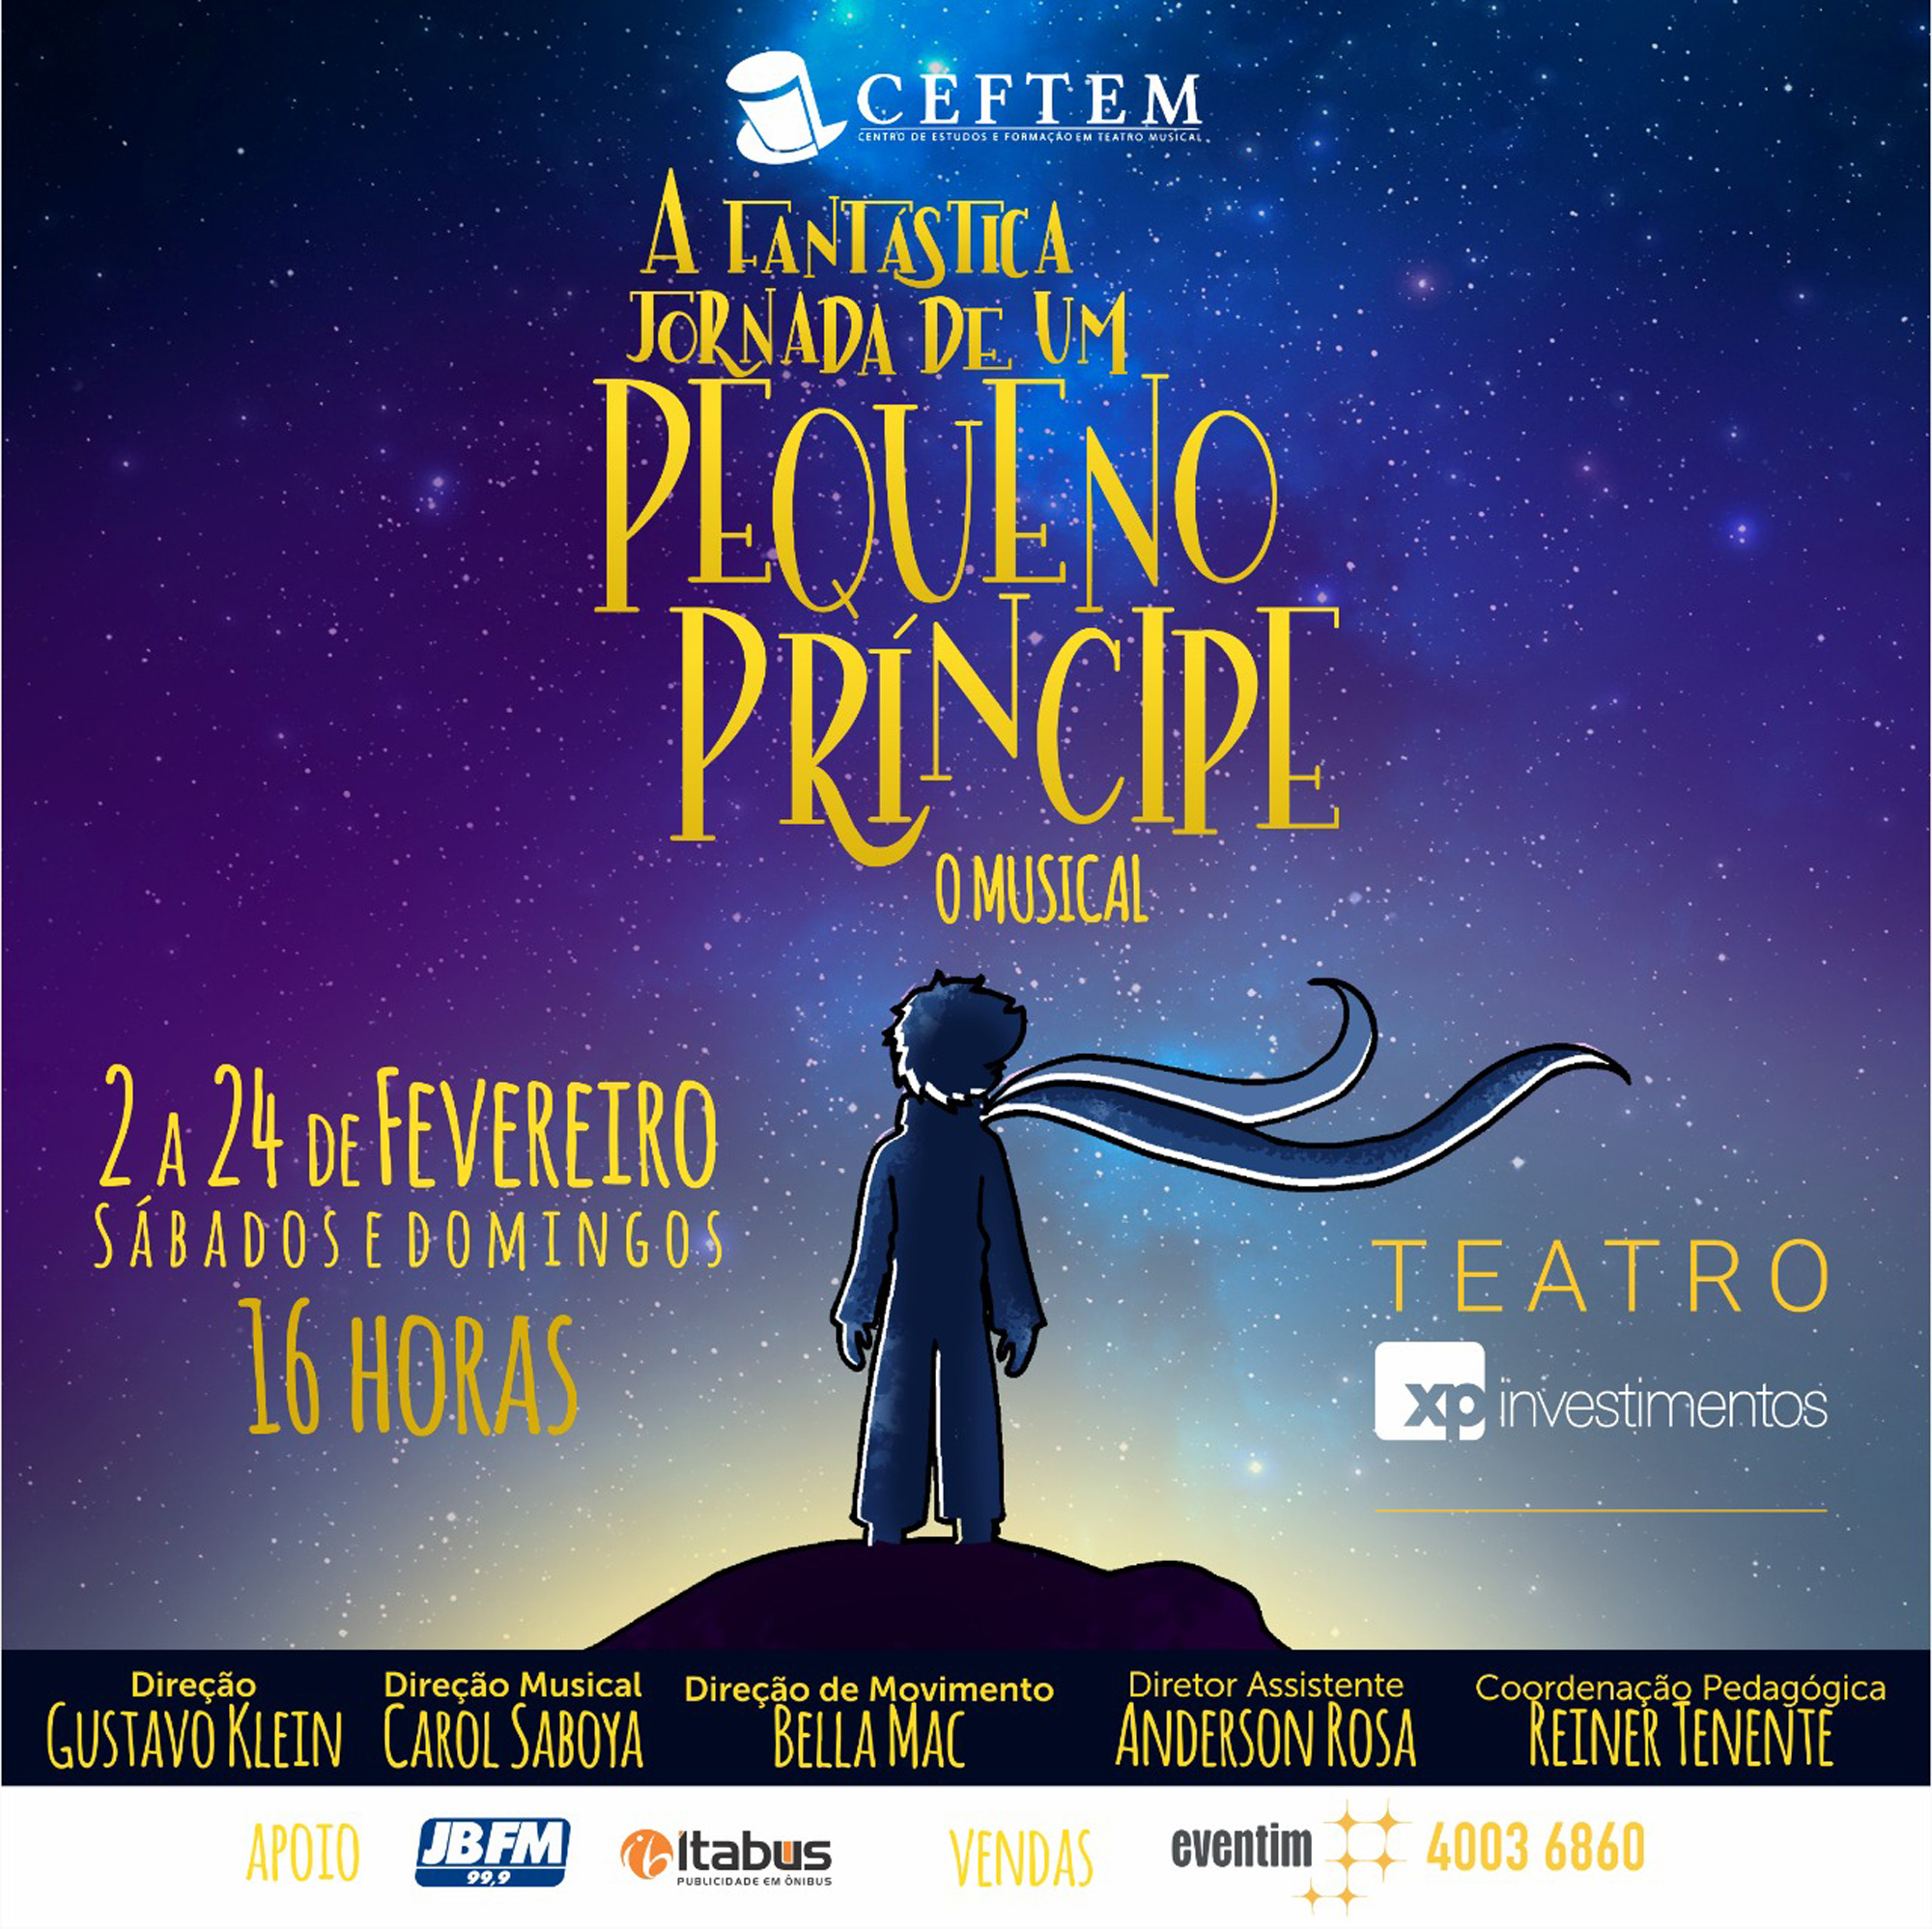 CEFTEM
CENTRO DE ESTUDOS E FORMAÇÃO EM TEATRO MUSICAL
A FANTÁSTICA
JORNADA DE UM
PEQUENO
PRÍNCIPE
O MUSICAL
2 A 24 DE FEVEREIRO
SÁBADOS E DOMINGOS
16 HORAS
TEATRO
xp investimentos
Direção
GUSTAVO KLEIN
Direção Musical
CAROL SABOYA
Direção de Movimento
BELLA MAC
Diretor Assistente
ANDERSON ROSA
Coordenação Pedagógica
REINER TENENTE
APOIO
JBFM
99,9
itabus
PUBLICIDADE EM ÔNIBUS
VENDAS
eventim
4003 6860